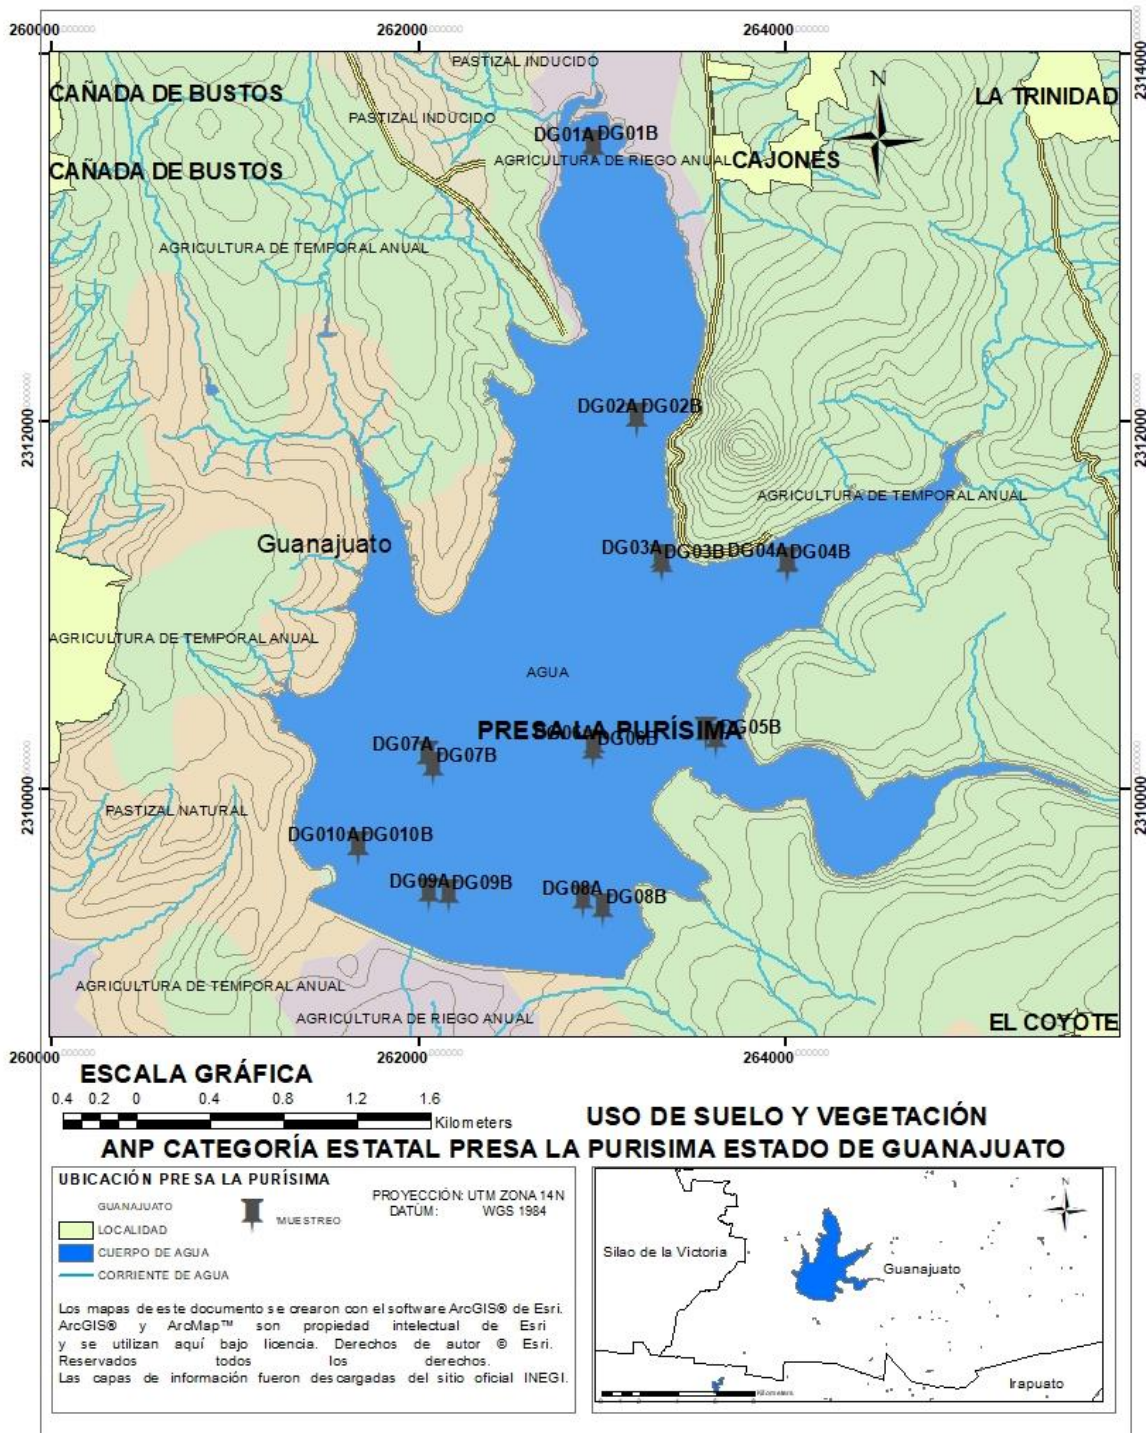 260000 262000 264000
2314000
PASTIZAL INDUCIDO
CAÑADA DE BUSTOS
LA TRINIDAD
N
PASTIZAL INDUCIDO
DG01A DG01B
AGRICULTURA DE RIEGO ANUAL
CAJONES
CAÑADA DE BUSTOS
AGRICULTURA DE TEMPORAL ANUAL
2312000 2312000
DG02A DG02B
AGRICULTURA DE TEMPORAL ANUAL
Guanajuato
DG03A DG03B DG04A DG04B
AGRICULTURA DE TEMPORAL ANUAL
AGUA
PRESA LA PURÍSIMA
DG06A DG06B
DG05B
DG07A DG07B
2310000 2310000
PASTIZAL NATURAL
DG010A DG010B
DG09A DG09B
DG08A DG08B
AGRICULTURA DE TEMPORAL ANUAL
AGRICULTURA DE RIEGO ANUAL
EL COYOTE
260000 262000 264000
ESCALA GRÁFICA
0.4 0.2 0 0.4 0.8 1.2 1.6
Kilometers
USO DE SUELO Y VEGETACIÓN
ANP CATEGORÍA ESTATAL PRESA LA PURISIMA ESTADO DE GUANAJUATO
UBICACIÓN PRESA LA PURÍSIMA
GUANAJUATO
LOCALIDAD
CUERPO DE AGUA
CORRIENTE DE AGUA
MUESTREO
PROYECCIÓN: UTM ZONA 14N
DATÚM: WGS 1984
Los mapas de este documento se crearon con el software ArcGIS® de Esri.
ArcGIS® y ArcMap™ son propiedad intelectual de Esri
y se utilizan aquí bajo licencia. Derechos de autor © Esri.
Reservados todos los derechos.
Las capas de información fueron descargadas del sitio oficial INEGI.
N
Silao de la Victoria
Guanajuato
Irapuato
Kilometers